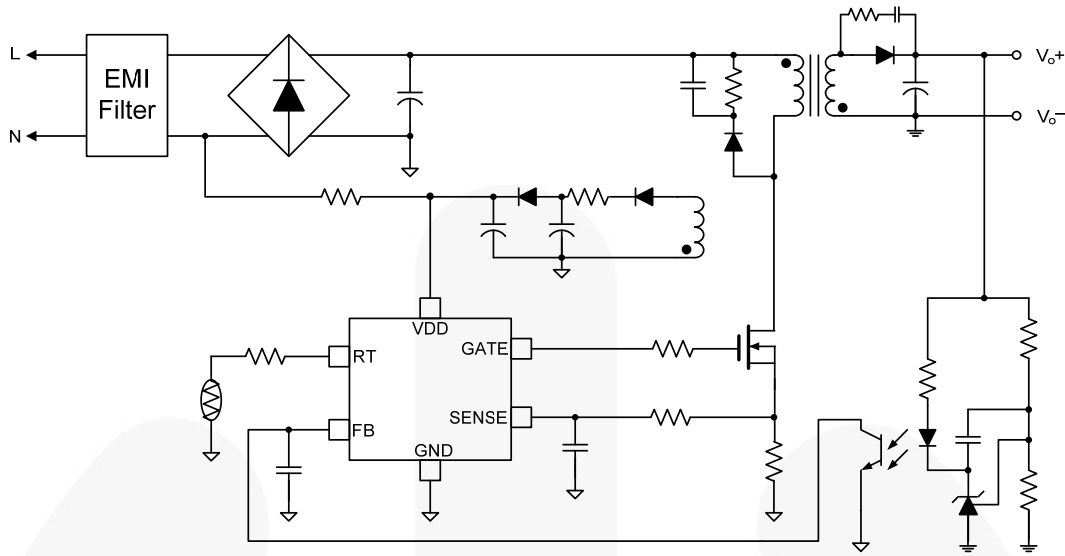 L
EMI
Filter
N
Vo+
Vo−
VDD
RT
GATE
FB
SENSE
GND